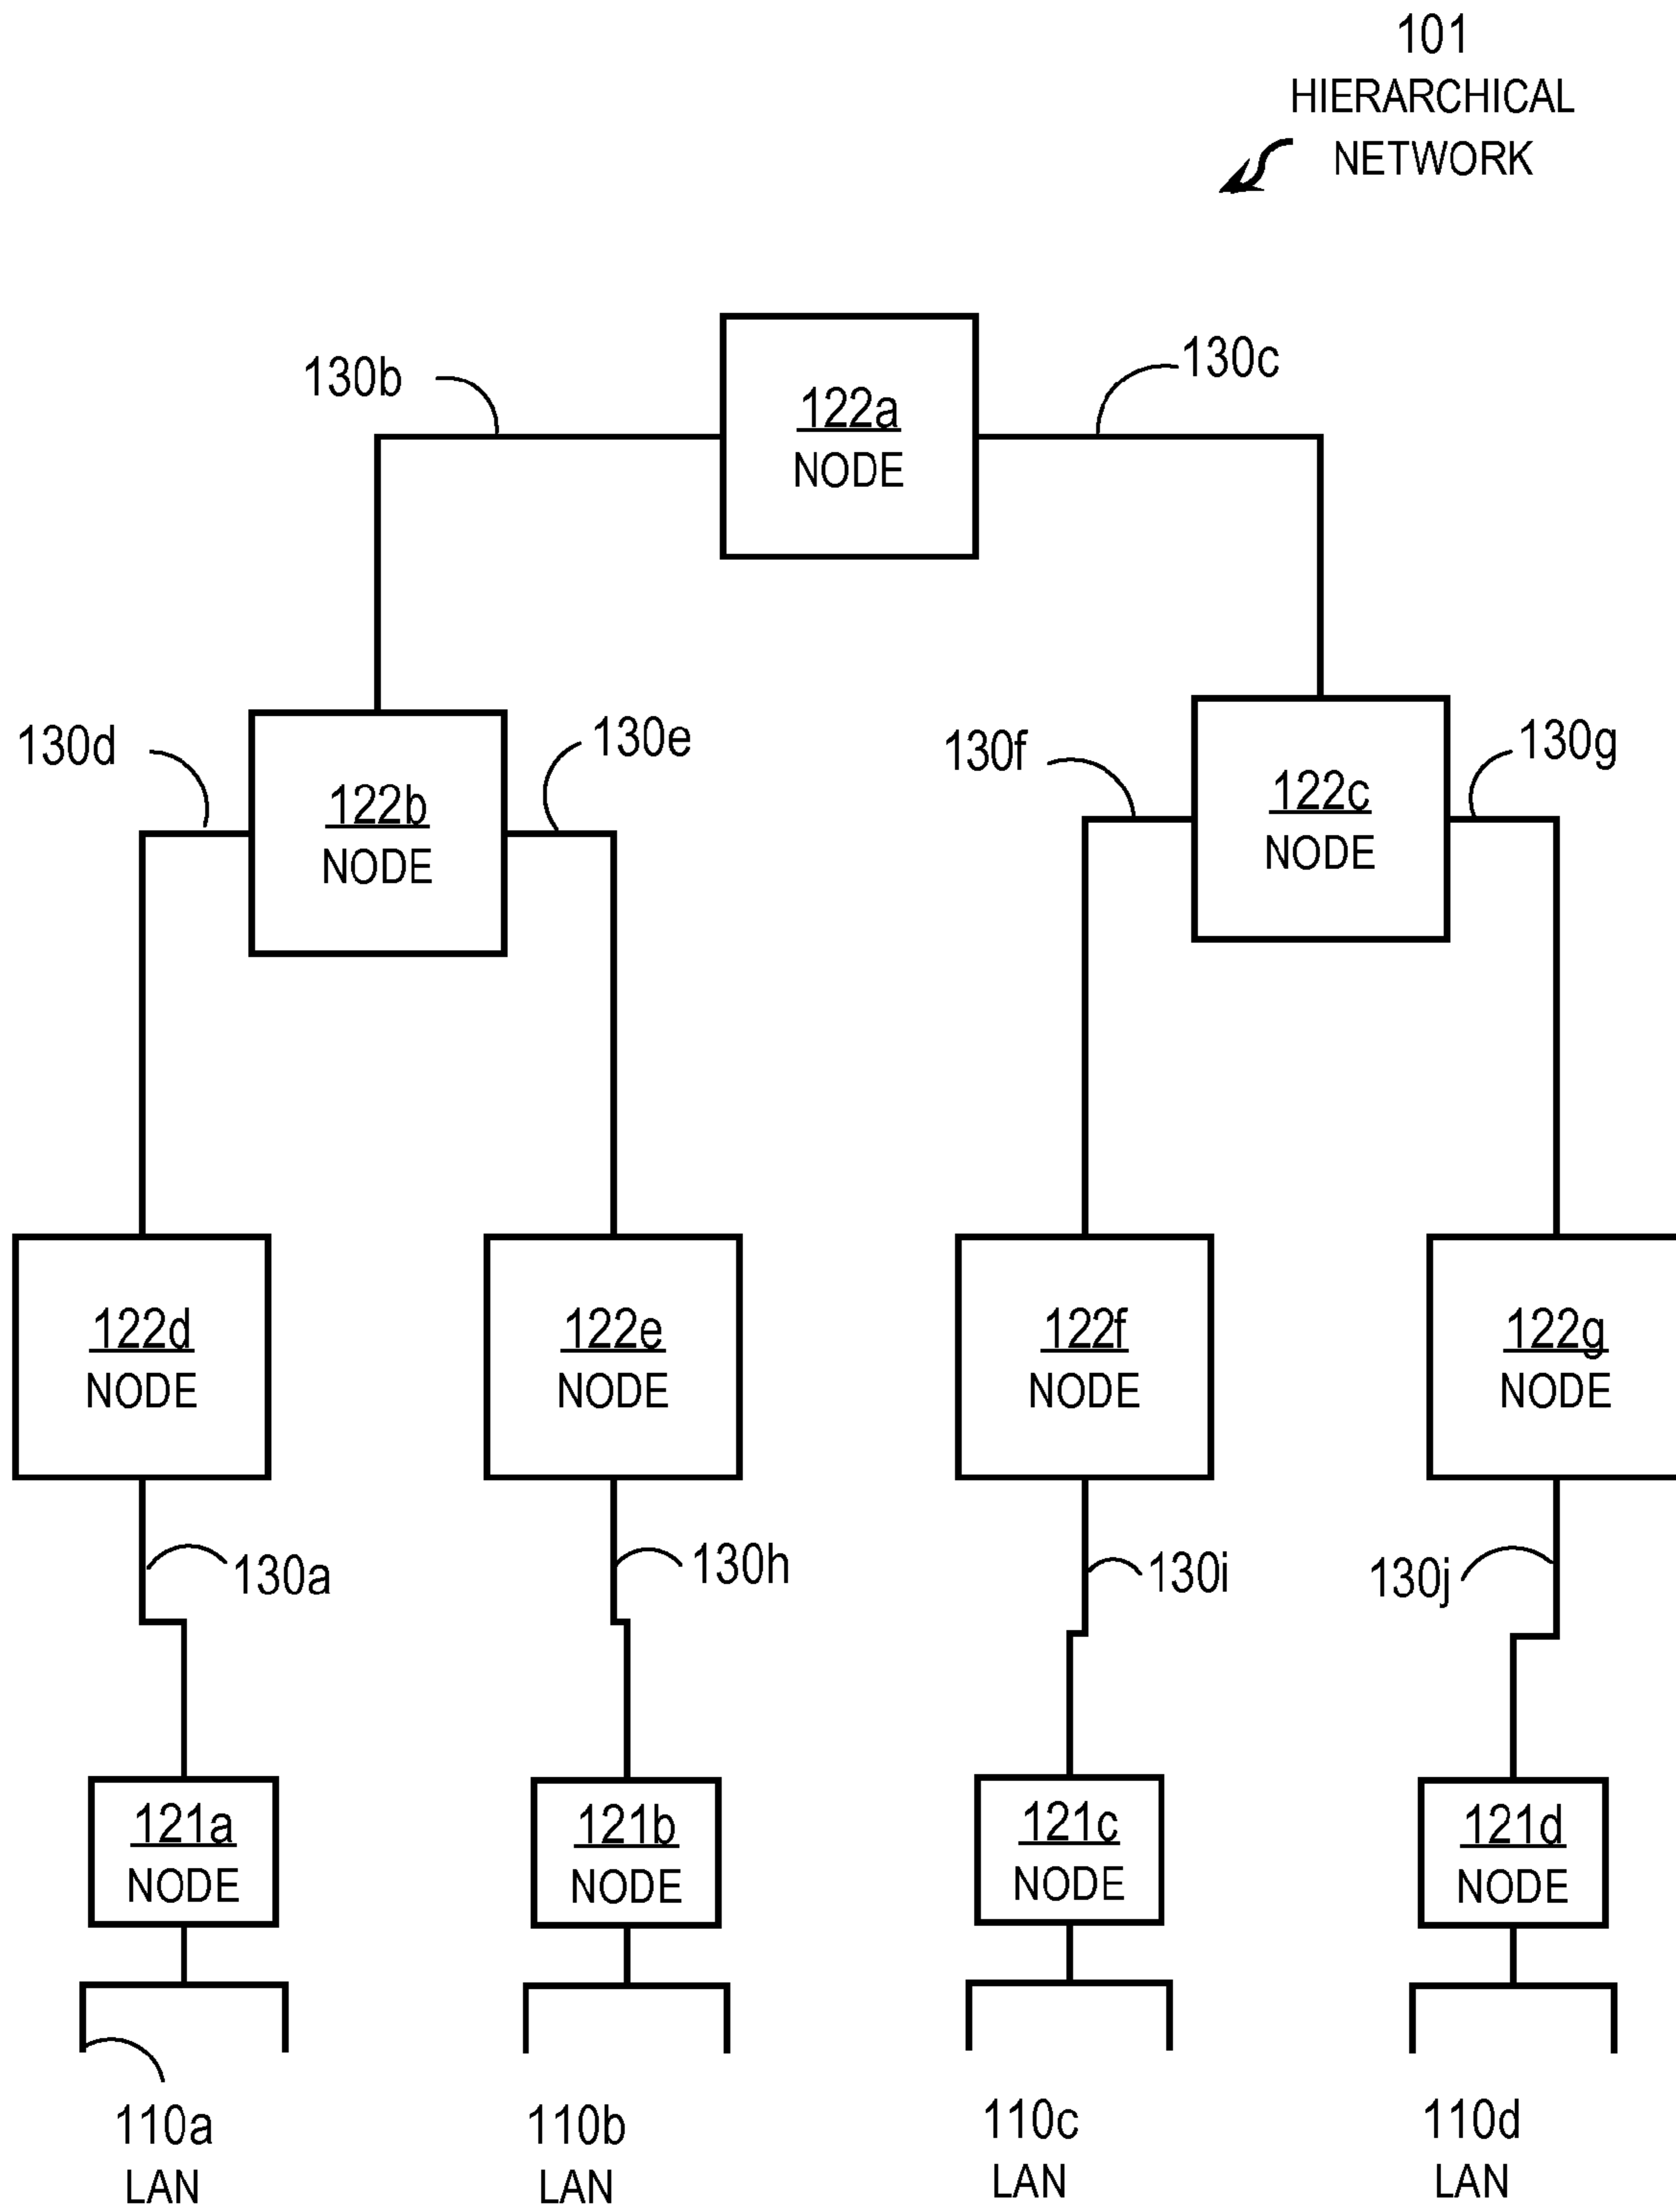 101
HIERARCHICAL
NETWORK
130b
130c
122a
NODE
130d
130e
130f
130g
122b
NODE
122c
NODE
122d
NODE
122e
NODE
122f
NODE
122g
NODE
130a
130h
130i
130j
121a
NODE
121b
NODE
121c
NODE
121d
NODE
110a
LAN
110b
LAN
110c
LAN
110d
LAN